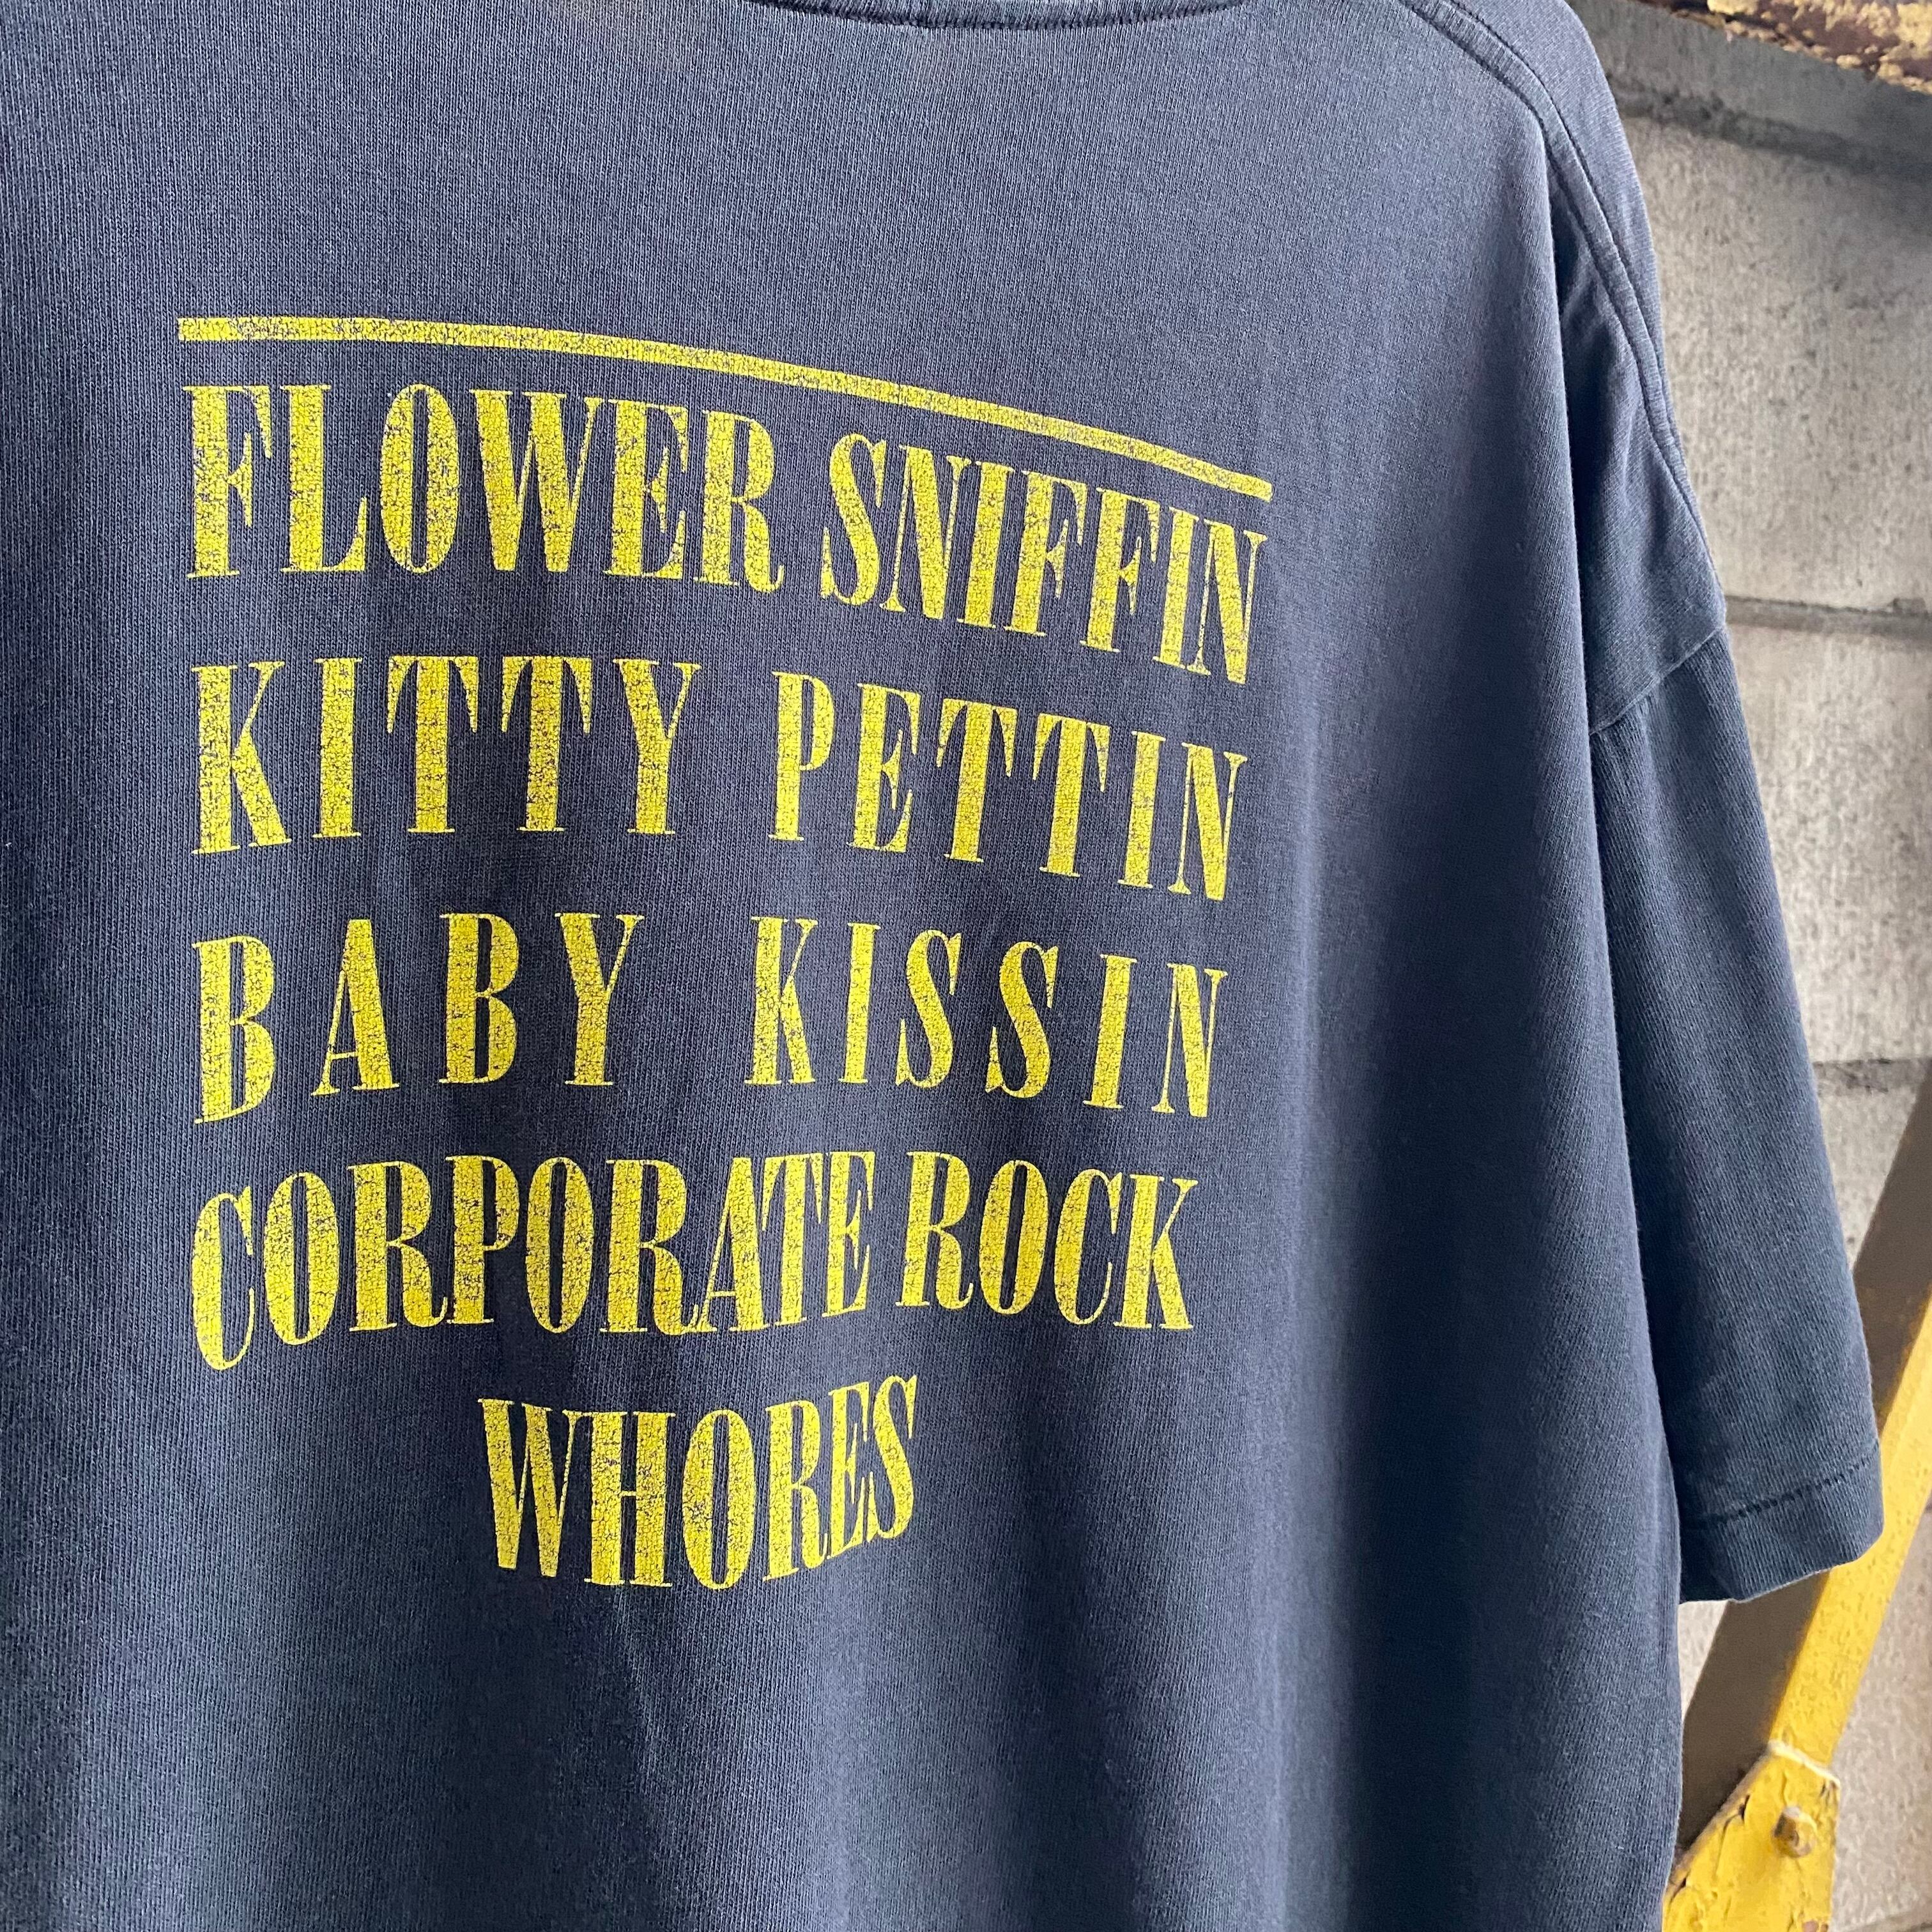 FLOWER SNIFFIN
KITTY PETTIN
BABY KISSIN
CORPORATE ROCK
WHORES